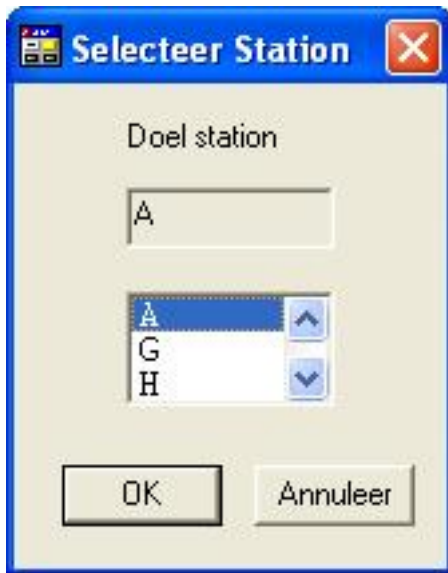 Selecteer Station
Doel station
A
A
G
H
OK
Annuleer